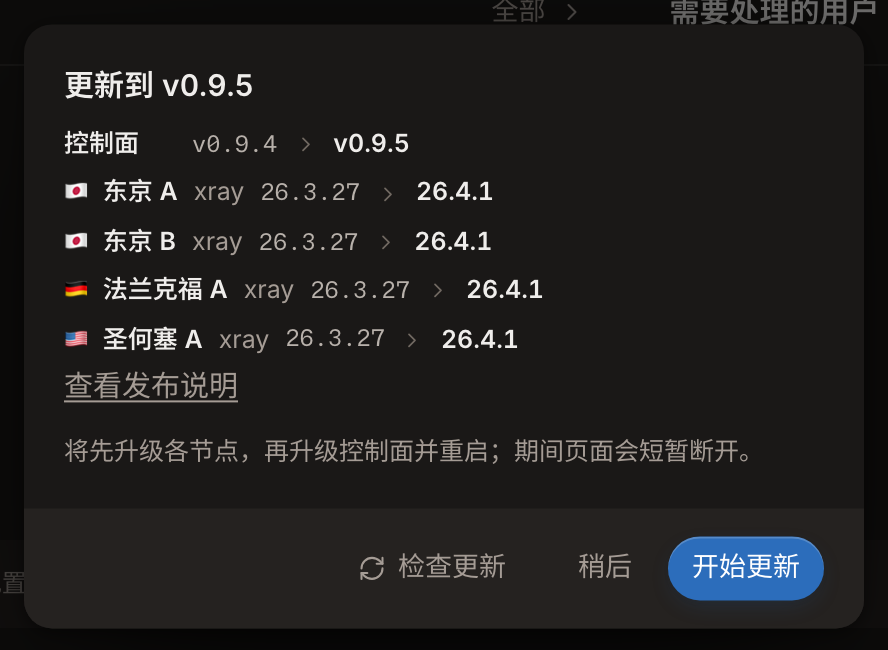 全部 >
需要处理的用户
更新到 v0.9.5
控制面 v0.9.4 > v0.9.5
东京 A xray 26.3.27 > 26.4.1
东京 B xray 26.3.27 > 26.4.1
法兰克福 A xray 26.3.27 > 26.4.1
圣何塞 A xray 26.3.27 > 26.4.1
查看发布说明
将先升级各节点，再升级控制面并重启；期间页面会短暂断开。
置
检查更新 稍后 开始更新